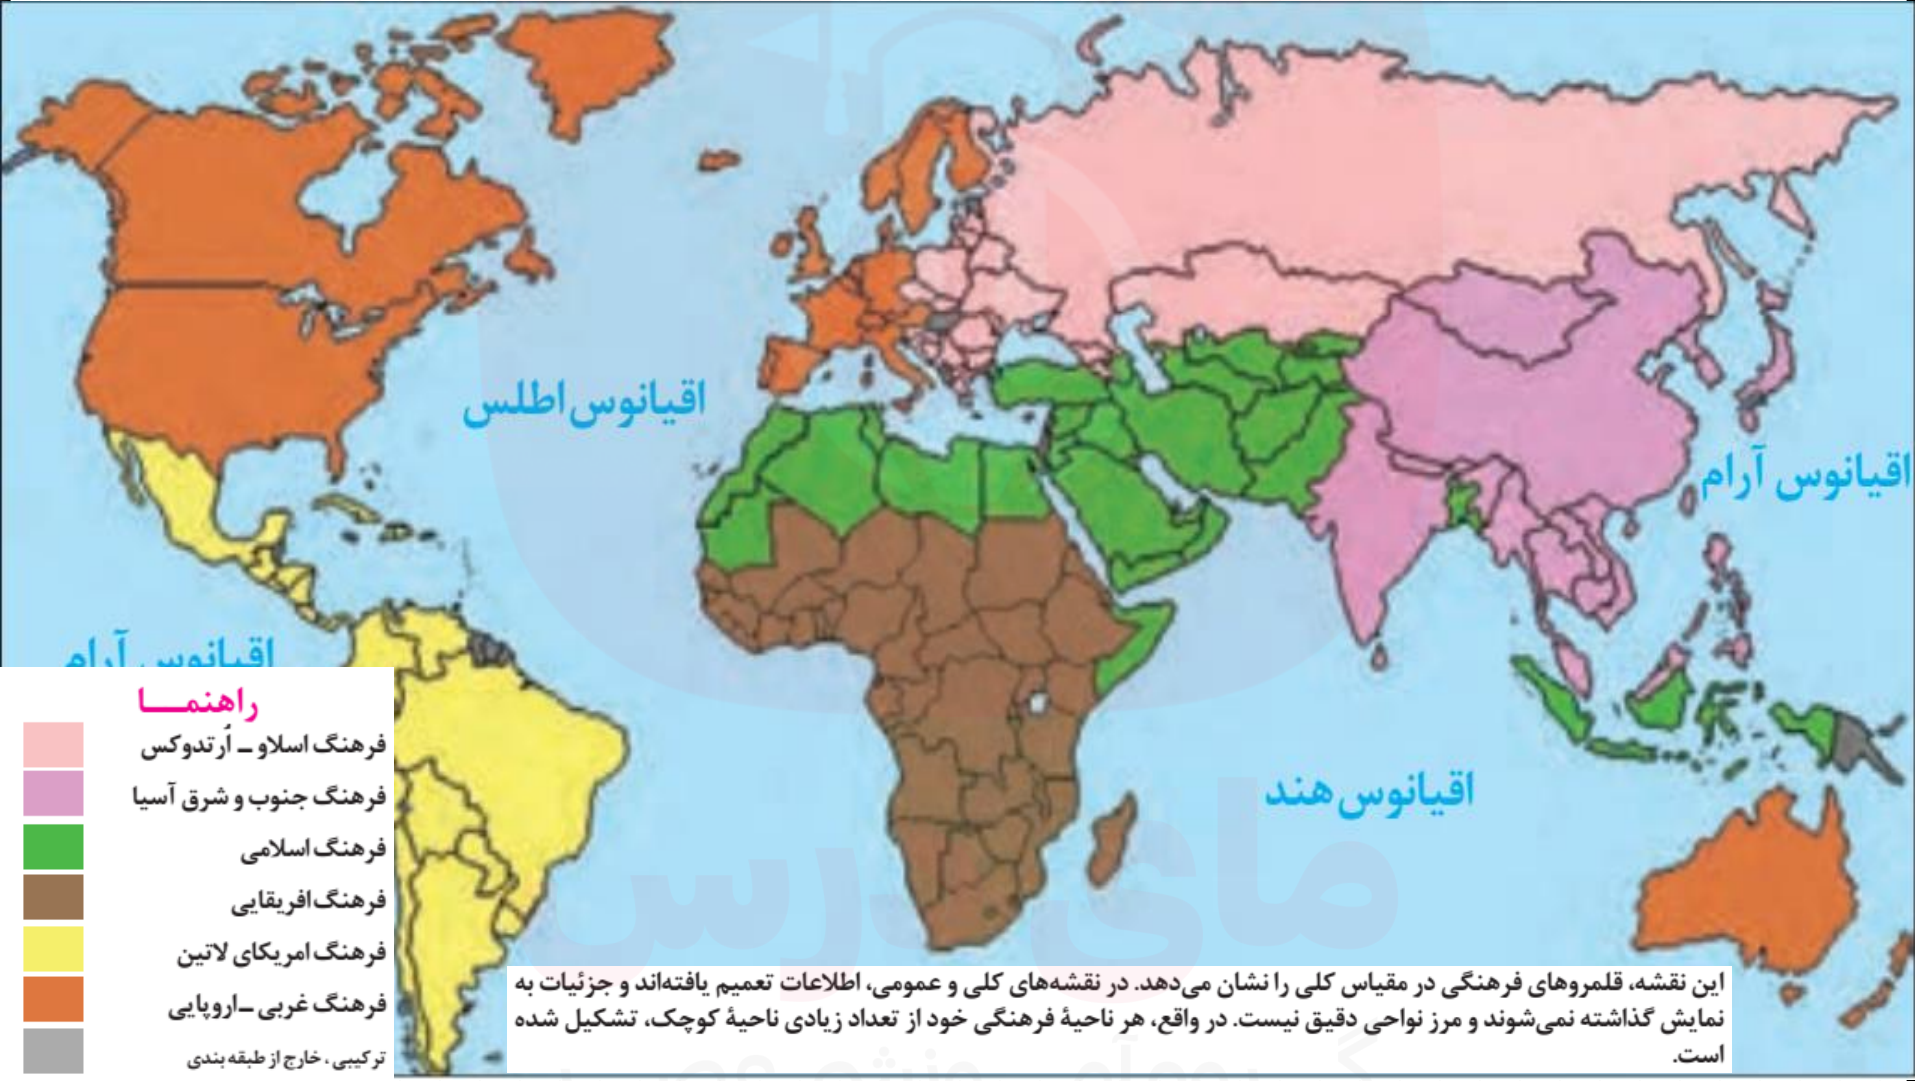 اقیانوس اطلس
اقیانوس آرام
اقیانوس آرام
اقیانوس هند
راهنمـــا
فرهنگ اسلاو ـ اُرتدوکس
فرهنگ جنوب و شرق آسیا
فرهنگ اسلامی
فرهنگ افریقایی
فرهنگ امریکای لاتین
فرهنگ غربی ـ اروپایی
ترکیبی، خارج از طبقه بندی
این نقشه، قلمروهای فرهنگی در مقیاس کلی را نشان می‌دهد. در نقشه‌های کلی و عمومی، اطلاعات تعمیم یافته‌اند و جزئیات به
نمایش گذاشته نمی‌شوند و مرز نواحی دقیق نیست. در واقع، هر ناحیهٔ فرهنگی خود از تعداد زیادی ناحیهٔ کوچک، تشکیل شده
است.
مای درس